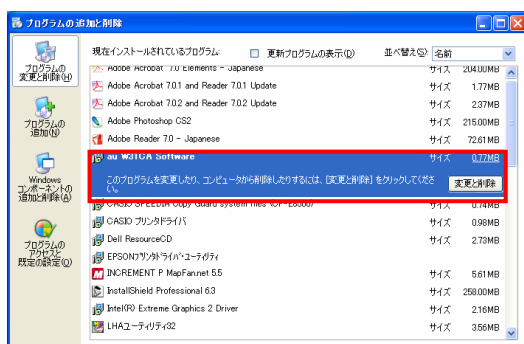 プログラムの追加と削除
現在インストールされているプログラム:
更新プログラムの表示(D)
並べ替え(S):
名前
プログラムの
変更と削除(H)
プログラムの
追加(N)
Windows
コンポーネントの
追加と削除(A)
プログラムの
アクセスと
既定の設定(O)
Adobe Acrobat 7.0 Elements - Japanese サイズ 204.00MB
Adobe Acrobat 7.0.1 and Reader 7.0.1 Update サイズ 1.77MB
Adobe Acrobat 7.0.2 and Reader 7.0.2 Update サイズ 2.37MB
Adobe Photoshop CS2 サイズ 215.00MB
Adobe Reader 7.0 - Japanese サイズ 72.61MB
au W31CA Software サイズ 0.77MB
このプログラムを変更したり、コンピュータから削除したりするには、[変更と削除] をクリックしてくださ
い。
変更と削除
CASIO SPEEDIA Copy Guard system files (CP-E8000) サイズ 0.74MB
CASIO プリンタドライバ サイズ 0.98MB
Dell ResourceCD サイズ 2.73MB
EPSONプリンタドライバ・ユーティリティ
INCREMENT P MapFan.net 5.5 サイズ 5.61MB
InstallShield Professional 6.3 サイズ 258.00MB
Intel(R) Extreme Graphics 2 Driver サイズ 2.16MB
LHAユーティリティ32 サイズ 3.56MB